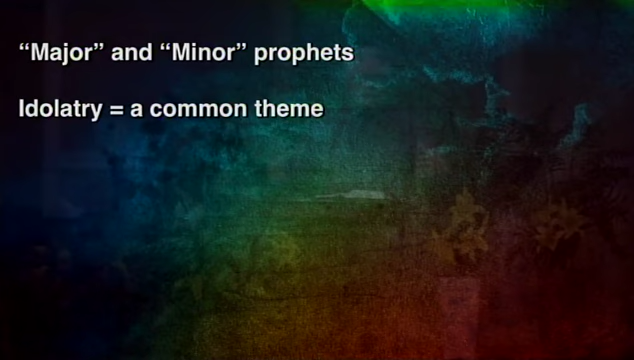 “Major” and “Minor” prophets
Idolatry = a common theme